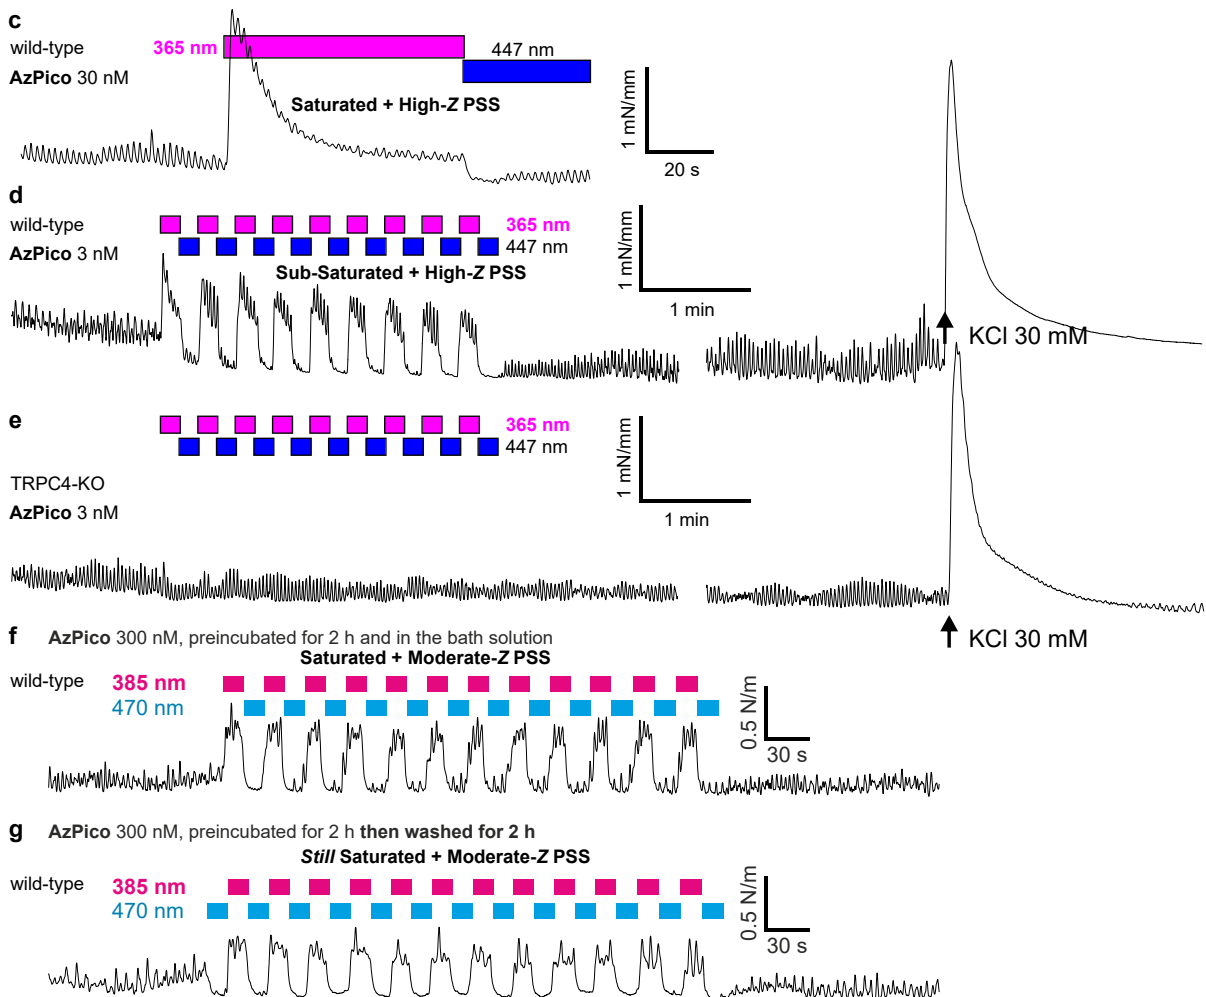 c
wild-type 365 nm 447 nm
AzPico 30 nM
Saturated + High-Z PSS
1 mN/mm
20 s
d
wild-type 365 nm
AzPico 3 nM 447 nm
Sub-Saturated + High-Z PSS
1 mN/mm
1 min
KCl 30 mM
e
365 nm
447 nm
TRPC4-KO
AzPico 3 nM
1 mN/mm
1 min
KCl 30 mM
f AzPico 300 nM, preincubated for 2 h and in the bath solution
Saturated + Moderate-Z PSS
wild-type 385 nm
470 nm
0.5 N/m
30 s
g AzPico 300 nM, preincubated for 2 h then washed for 2 h
Still Saturated + Moderate-Z PSS
wild-type 385 nm
470 nm
0.5 N/m
30 s